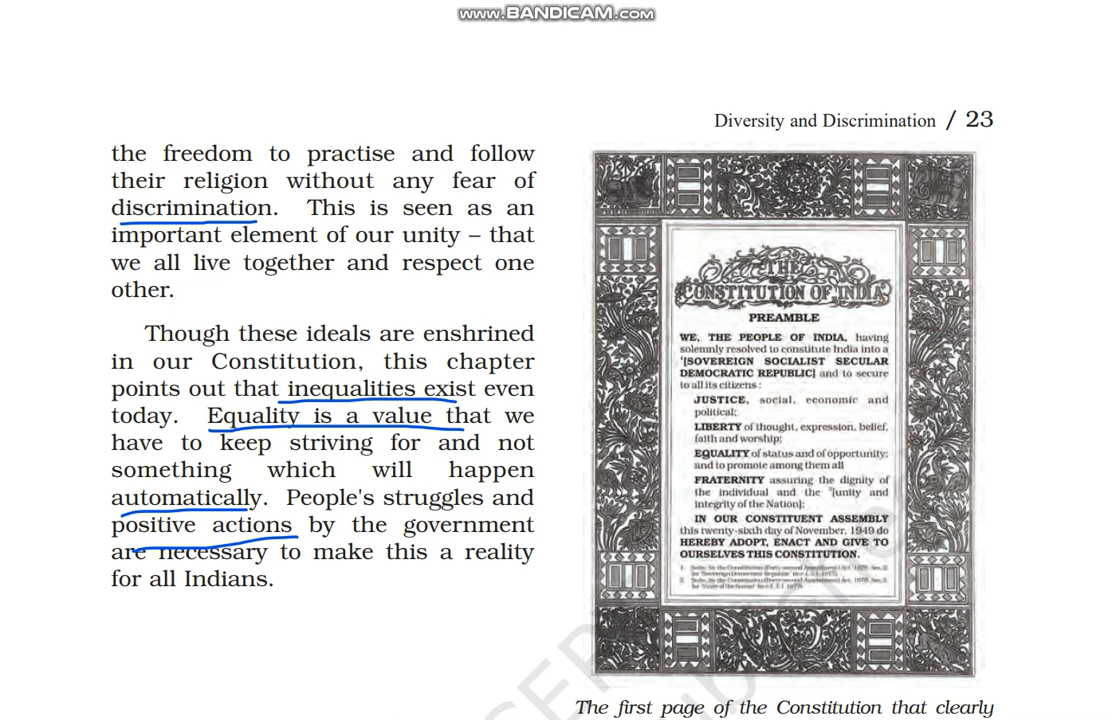 www.BANDICAM.com
Diversity and Discrimination / 23
the freedom to practise and follow
their religion without any fear of
discrimination. This is seen as an
important element of our unity – that
we all live together and respect one
other.
Though these ideals are enshrined
in our Constitution, this chapter
points out that inequalities exist even
today. Equality is a value that we
have to keep striving for and not
something which will happen
automatically. People's struggles and
positive actions by the government
are necessary to make this a reality
for all Indians.
THE
CONSTITUTION OF INDIA
PREAMBLE
WE, THE PEOPLE OF INDIA, having
solemnly resolved to constitute India into a
¹[SOVEREIGN SOCIALIST SECULAR
DEMOCRATIC REPUBLIC] and to secure
to all its citizens :
JUSTICE, social, economic and
political;
LIBERTY of thought, expression, belief,
faith and worship;
EQUALITY of status and of opportunity;
and to promote among them all
FRATERNITY assuring the dignity of
the individual and the ²[unity and
integrity of the Nation];
IN OUR CONSTITUENT ASSEMBLY
this twenty-sixth day of November, 1949 do
HEREBY ADOPT, ENACT AND GIVE TO
OURSELVES THIS CONSTITUTION.
The first page of the Constitution that clearly